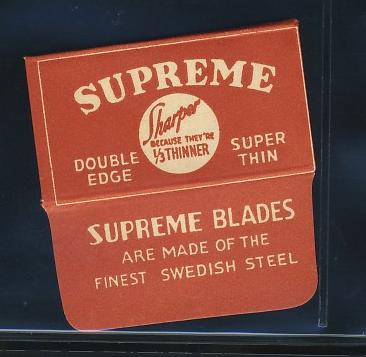 SUPREME
Sharper
BECAUSE THEY'RE
1/3 THINNER
DOUBLE
EDGE
SUPER
THIN
SUPREME BLADES
ARE MADE OF THE
FINEST SWEDISH STEEL